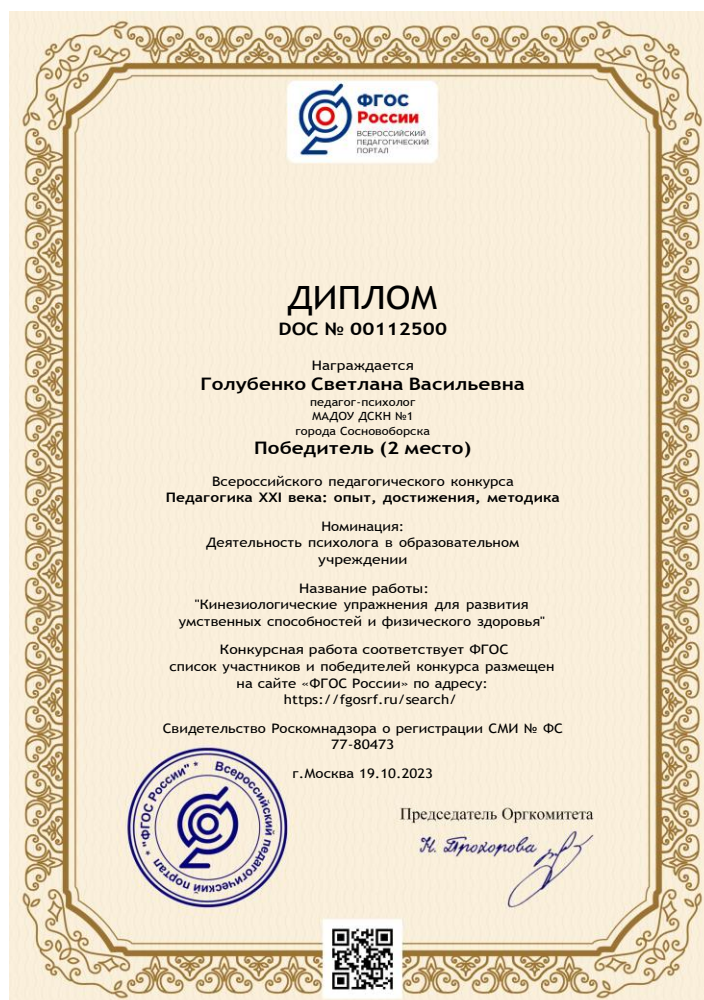 ФГОС
России
ВСЕРОССИЙСКИЙ
ПЕДАГОГИЧЕСКИЙ
ПОРТАЛ
ДИПЛОМ
DOC № 00112500
Награждается
Голубенко Светлана Васильевна
педагог-психолог
МАДОУ ДСКН №1
города Сосновоборска
Победитель (2 место)
Всероссийского педагогического конкурса
Педагогика XXI века: опыт, достижения, методика
Номинация:
Деятельность психолога в образовательном
учреждении
Название работы:
"Кинезиологические упражнения для развития
умственных способностей и физического здоровья"
Конкурсная работа соответствует ФГОС
список участников и победителей конкурса размещен
на сайте «ФГОС России» по адресу:
https://fgosrf.ru/search/
Свидетельство Роскомнадзора о регистрации СМИ № ФС
77-80473
г.Москва 19.10.2023
* Всероссийский педагогический портал * "ФГОС России"
Председатель Оргкомитета
Н. Прохорова